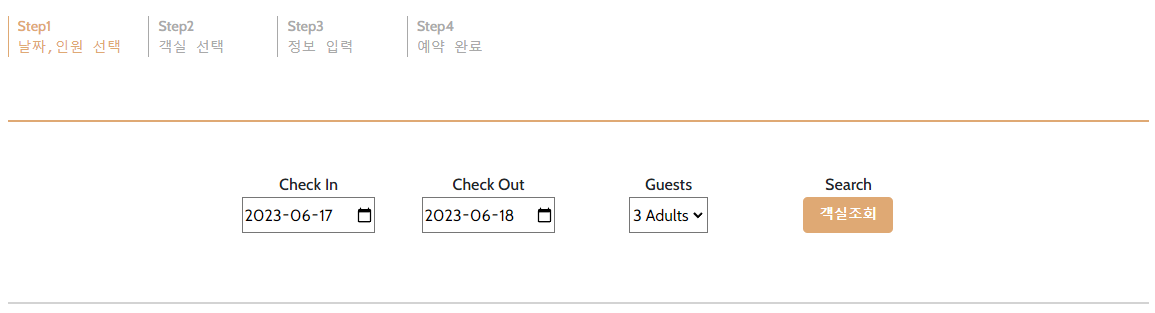 Step1
날짜,인원 선택
Step2
객실 선택
Step3
정보 입력
Step4
예약 완료
Check In
Check Out
Guests
Search
2023-06-17
2023-06-18
3 Adults
객실조회